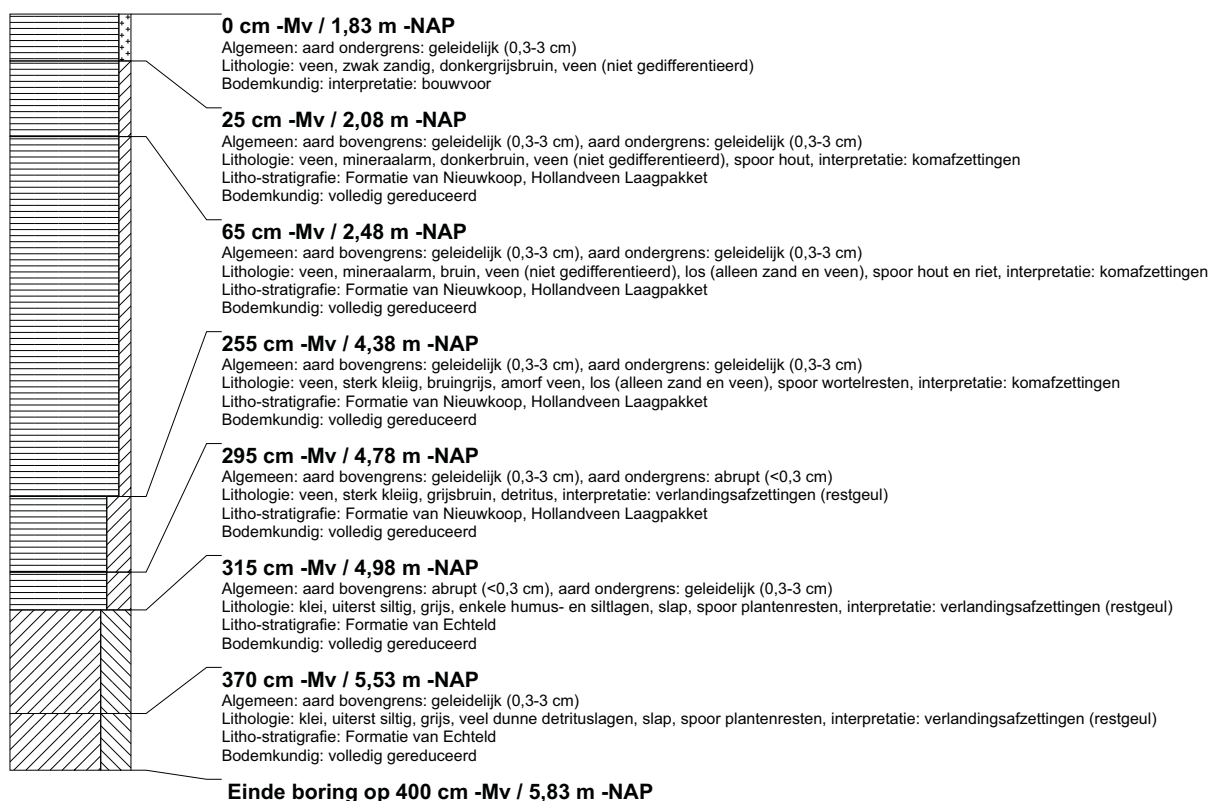 0 cm -Mv / 1,83 m -NAP
Algemeen: aard ondergrens: geleidelijk (0,3-3 cm)
Lithologie: veen, zwak zandig, donkergrijsbruin, veen (niet gedifferentieerd)
Bodemkundig: interpretatie: bouwvoor
25 cm -Mv / 2,08 m -NAP
Algemeen: aard bovengrens: geleidelijk (0,3-3 cm), aard ondergrens: geleidelijk (0,3-3 cm)
Lithologie: veen, mineraalarm, donkerbruin, veen (niet gedifferentieerd), spoor hout, interpretatie: komafzettingen
Litho-stratigrafie: Formatie van Nieuwkoop, Hollandveen Laagpakket
Bodemkundig: volledig gereduceerd
65 cm -Mv / 2,48 m -NAP
Algemeen: aard bovengrens: geleidelijk (0,3-3 cm), aard ondergrens: geleidelijk (0,3-3 cm)
Lithologie: veen, mineraalarm, bruin, veen (niet gedifferentieerd), los (alleen zand en veen), spoor hout en riet, interpretatie: komafzettingen
Litho-stratigrafie: Formatie van Nieuwkoop, Hollandveen Laagpakket
Bodemkundig: volledig gereduceerd
255 cm -Mv / 4,38 m -NAP
Algemeen: aard bovengrens: geleidelijk (0,3-3 cm), aard ondergrens: geleidelijk (0,3-3 cm)
Lithologie: veen, sterk kleiig, bruingrijs, amorf veen, los (alleen zand en veen), spoor wortelresten, interpretatie: komafzettingen
Litho-stratigrafie: Formatie van Nieuwkoop, Hollandveen Laagpakket
Bodemkundig: volledig gereduceerd
295 cm -Mv / 4,78 m -NAP
Algemeen: aard bovengrens: geleidelijk (0,3-3 cm), aard ondergrens: abrupt (<0,3 cm)
Lithologie: veen, sterk kleiig, grijsbruin, detritus, interpretatie: verlandingsafzettingen (restgeul)
Litho-stratigrafie: Formatie van Nieuwkoop, Hollandveen Laagpakket
Bodemkundig: volledig gereduceerd
315 cm -Mv / 4,98 m -NAP
Algemeen: aard bovengrens: abrupt (<0,3 cm), aard ondergrens: geleidelijk (0,3-3 cm)
Lithologie: klei, uiterst siltig, grijs, enkele humus- en siltlagen, slap, spoor plantenresten, interpretatie: verlandingsafzettingen (restgeul)
Litho-stratigrafie: Formatie van Echteld
Bodemkundig: volledig gereduceerd
370 cm -Mv / 5,53 m -NAP
Algemeen: aard bovengrens: geleidelijk (0,3-3 cm)
Lithologie: klei, uiterst siltig, grijs, veel dunne detrituslagen, slap, spoor plantenresten, interpretatie: verlandingsafzettingen (restgeul)
Litho-stratigrafie: Formatie van Echteld
Bodemkundig: volledig gereduceerd
Einde boring op 400 cm -Mv / 5,83 m -NAP